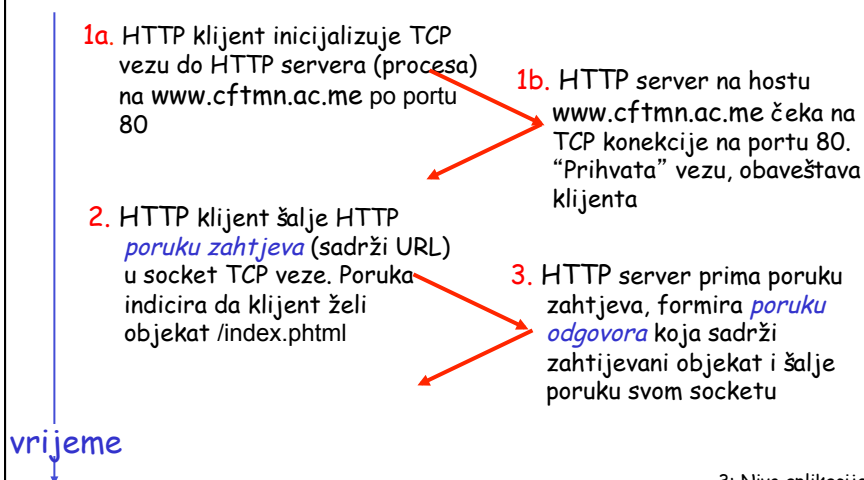 1a. HTTP klijent inicijalizuje TCP
vezu do HTTP servera (procesa)
na www.cftmn.ac.me po portu
80
1b. HTTP server na hostu
www.cftmn.ac.me čeka na
TCP konekcije na portu 80.
“Prihvata” vezu, obaveštava
klijenta
2. HTTP klijent šalje HTTP
poruku zahtjeva (sadrži URL)
u socket TCP veze. Poruka
indicira da klijent želi
objekat /index.phtml
3. HTTP server prima poruku
zahtjeva, formira poruku
odgovora koja sadrži
zahtijevani objekat i šalje
poruku svom socketu
vrijeme